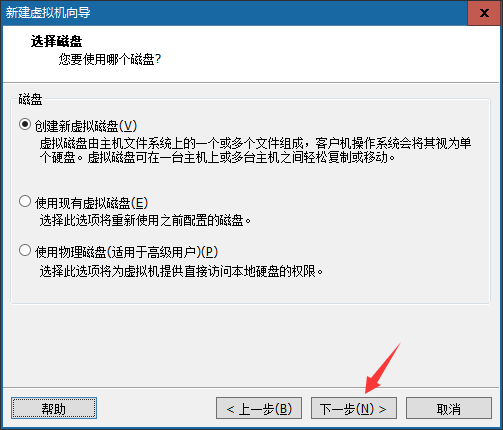 新建虚拟机向导
x
选择磁盘
您要使用哪个磁盘?
磁盘
创建新虚拟磁盘(V)
虚拟磁盘由主机文件系统上的一个或多个文件组成，客户机操作系统会将其视为单
个硬盘。虚拟磁盘可在一台主机上或多台主机之间轻松复制或移动。
使用现有虚拟磁盘(E)
选择此选项将重新使用之前配置的磁盘。
使用物理磁盘(适用于高级用户)(P)
选择此选项将为虚拟机提供直接访问本地硬盘的权限。
帮助
< 上一步(B)
下一步(N) >
取消